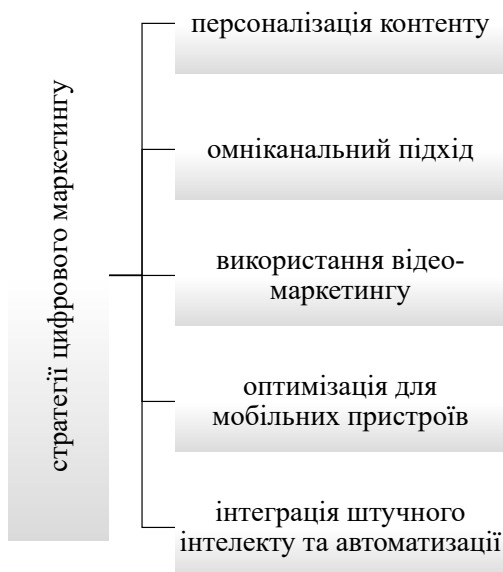 стратегії цифрового маркетингу
персоналізація контенту
омніканальний підхід
використання відео-
маркетингу
оптимізація для
мобільних пристроїв
інтеграція штучного
інтелекту та автоматизації